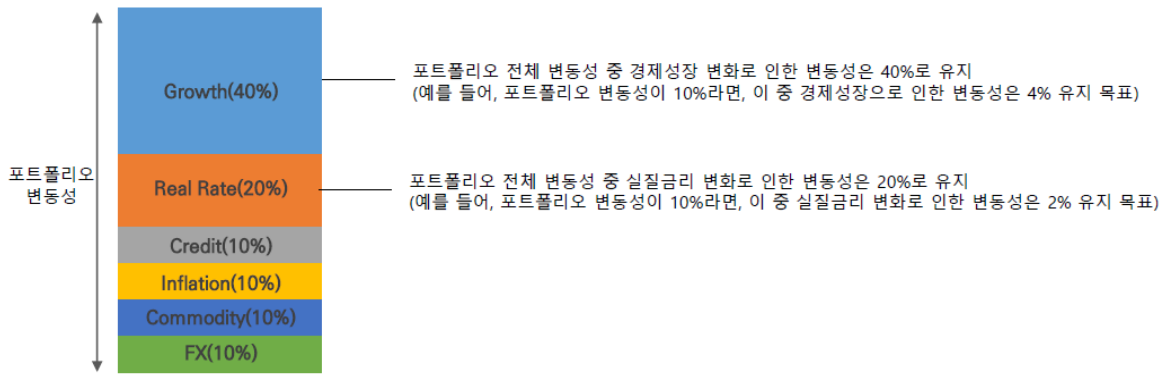 포트폴리오
변동성
Growth(40%)
포트폴리오 전체 변동성 중 경제성장 변화로 인한 변동성은 40%로 유지
(예를 들어, 포트폴리오 변동성이 10%라면, 이 중 경제성장으로 인한 변동성은 4% 유지 목표)
Real Rate(20%)
포트폴리오 전체 변동성 중 실질금리 변화로 인한 변동성은 20%로 유지
(예를 들어, 포트폴리오 변동성이 10%라면, 이 중 실질금리 변화로 인한 변동성은 2% 유지 목표)
Credit(10%)
Inflation(10%)
Commodity(10%)
FX(10%)